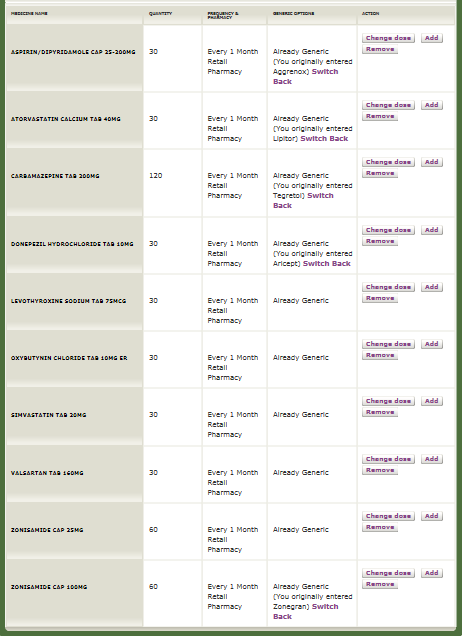 MEDICINE NAME QUANTITY FREQUENCY & PHARMACY GENERIC OPTIONS ACTION
ASPIRIN/DIPYRIDAMOLE CAP 25-200MG 30 Every 1 Month Already Generic Change dose Add
Retail (You originally entered Remove
Pharmacy Aggrenox) Switch
Back
ATORVASTATIN CALCIUM TAB 40MG 30 Every 1 Month Already Generic Change dose Add
Retail (You originally entered Remove
Pharmacy Lipitor) Switch Back
CARBAMAZEPINE TAB 200MG 120 Every 1 Month Already Generic Change dose Add
Retail (You originally entered Remove
Pharmacy Tegretol) Switch
Back
DONEPEZIL HYDROCHLORIDE TAB 10MG 30 Every 1 Month Already Generic Change dose Add
Retail (You originally entered Remove
Pharmacy Aricept) Switch Back
LEVOTHYROXINE SODIUM TAB 75MCG 30 Every 1 Month Already Generic Change dose Add
Retail Remove
Pharmacy
OXYBUTYNIN CHLORIDE TAB 10MG ER 30 Every 1 Month Already Generic Change dose Add
Retail Remove
Pharmacy
SIMVASTATIN TAB 20MG 30 Every 1 Month Already Generic Change dose Add
Retail Remove
Pharmacy
VALSARTAN TAB 160MG 30 Every 1 Month Already Generic Change dose Add
Retail Remove
Pharmacy
ZONISAMIDE CAP 25MG 60 Every 1 Month Already Generic Change dose Add
Retail Remove
Pharmacy
ZONISAMIDE CAP 100MG 60 Every 1 Month Already Generic Change dose Add
Retail (You originally entered Remove
Pharmacy Zonegran) Switch
Back